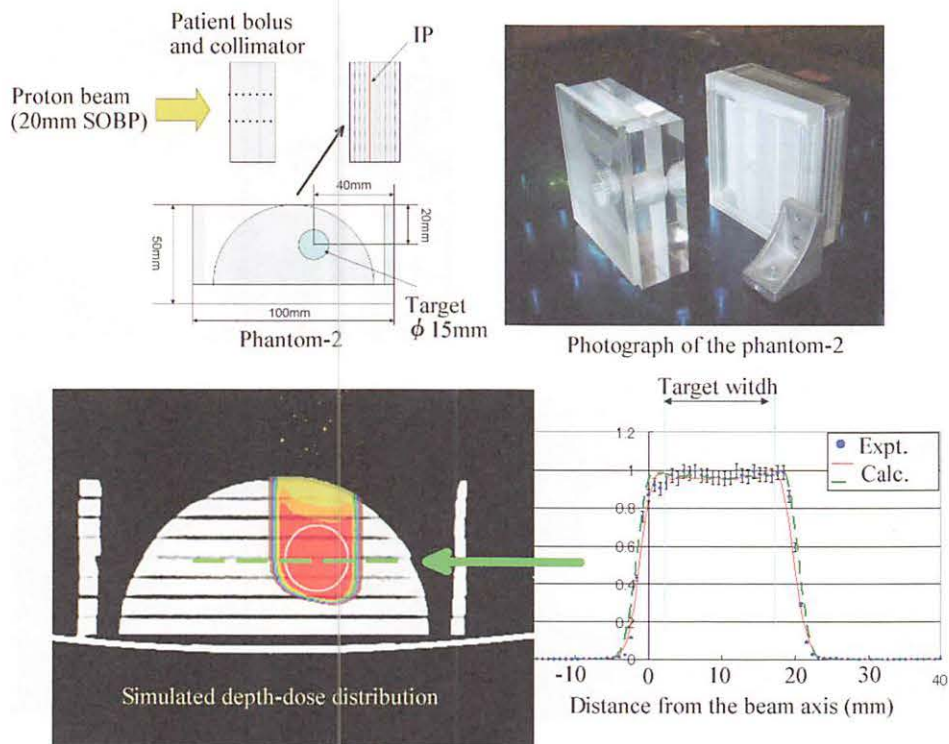 Patient bolus
and collimator
IP
Proton beam
(20mm SOBP)
40mm
20mm
50mm
100mm
Target
ϕ 15mm
Phantom-2
Photograph of the phantom-2
Target witdh
1.2
1
0.8
0.6
0.4
0.2
0
Expt.
Calc.
-10
0
10
20
30
40
Distance from the beam axis (mm)
Simulated depth-dose distribution